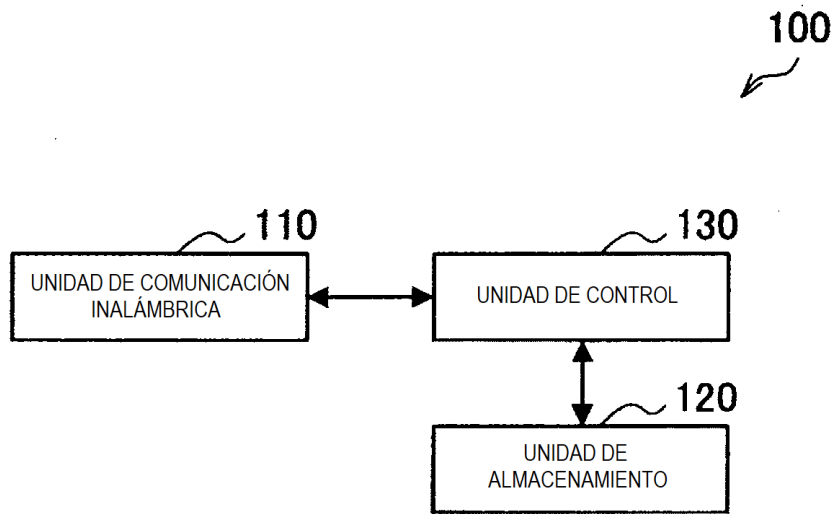 100
110
UNIDAD DE COMUNICACIÓN
INALÁMBRICA
130
UNIDAD DE CONTROL
120
UNIDAD DE
ALMACENAMIENTO